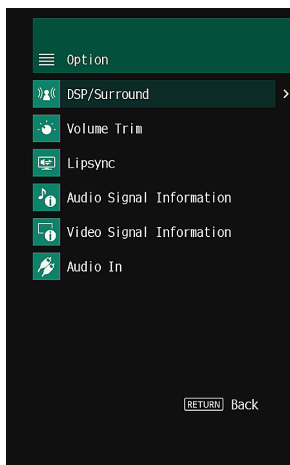 Option
DSP/Surround
Volume Trim
Lipsync
Audio Signal Information
Video Signal Information
Audio In
RETURN Back